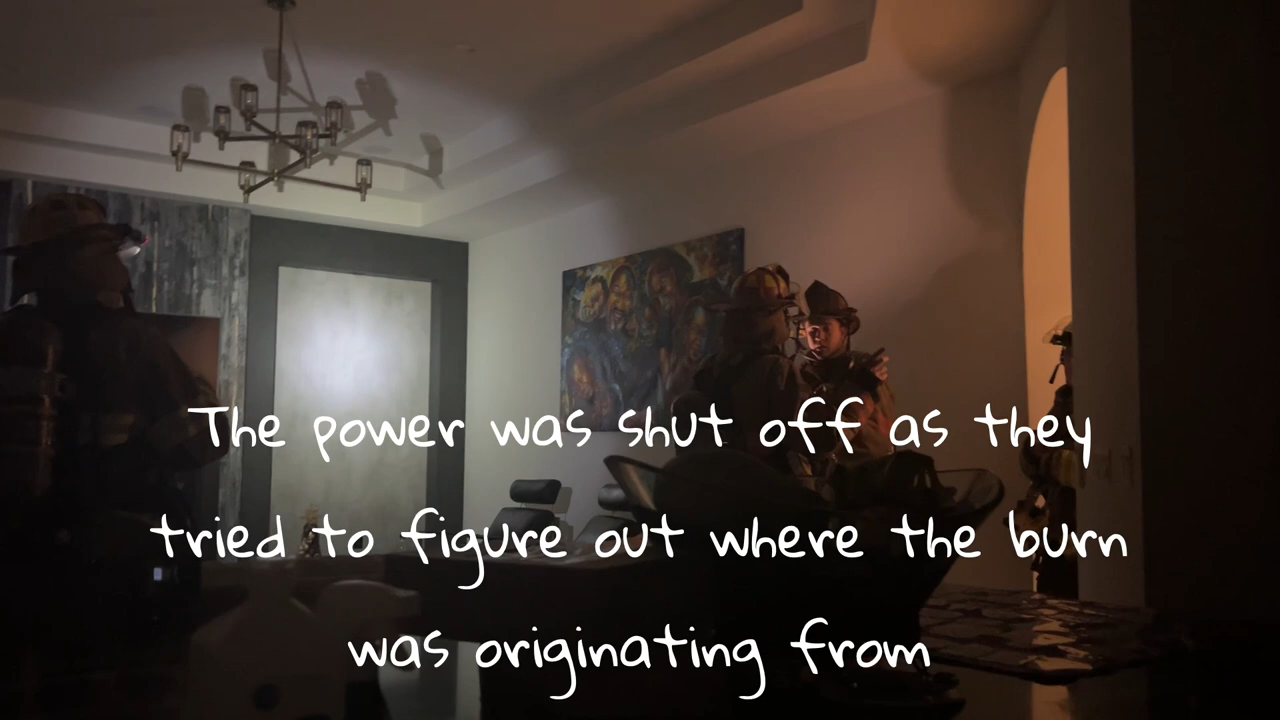 The power was shut off as they
tried to figure out where the burn
was originating from